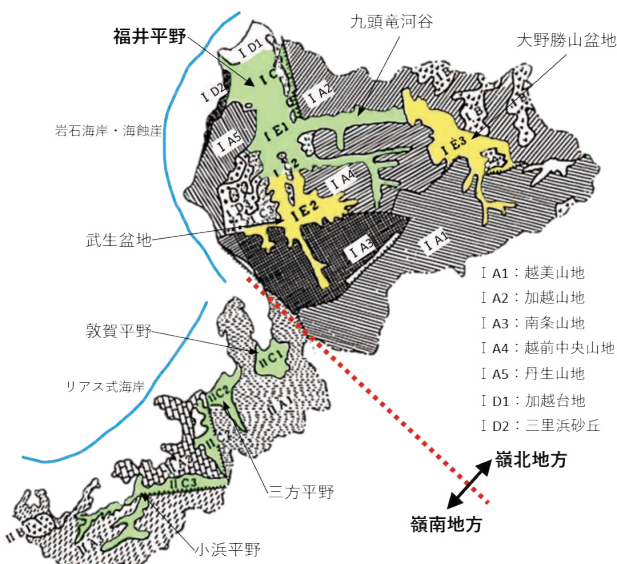 九頭竜河谷
福井平野
大野勝山盆地
I D1
I C
I D2
I A2
岩石海岸・海蝕崖
I A5
I E1
I E3
I A4
I E2
武生盆地
I A3
I A1
I A1：越美山地
I A2：加越山地
I A3：南条山地
I A4：越前中央山地
I A5：丹生山地
I D1：加越台地
I D2：三里浜砂丘
敦賀平野
II C1
リアス式海岸
II C2
II A1
嶺北地方
II C3
三方平野
嶺南地方
II B
小浜平野